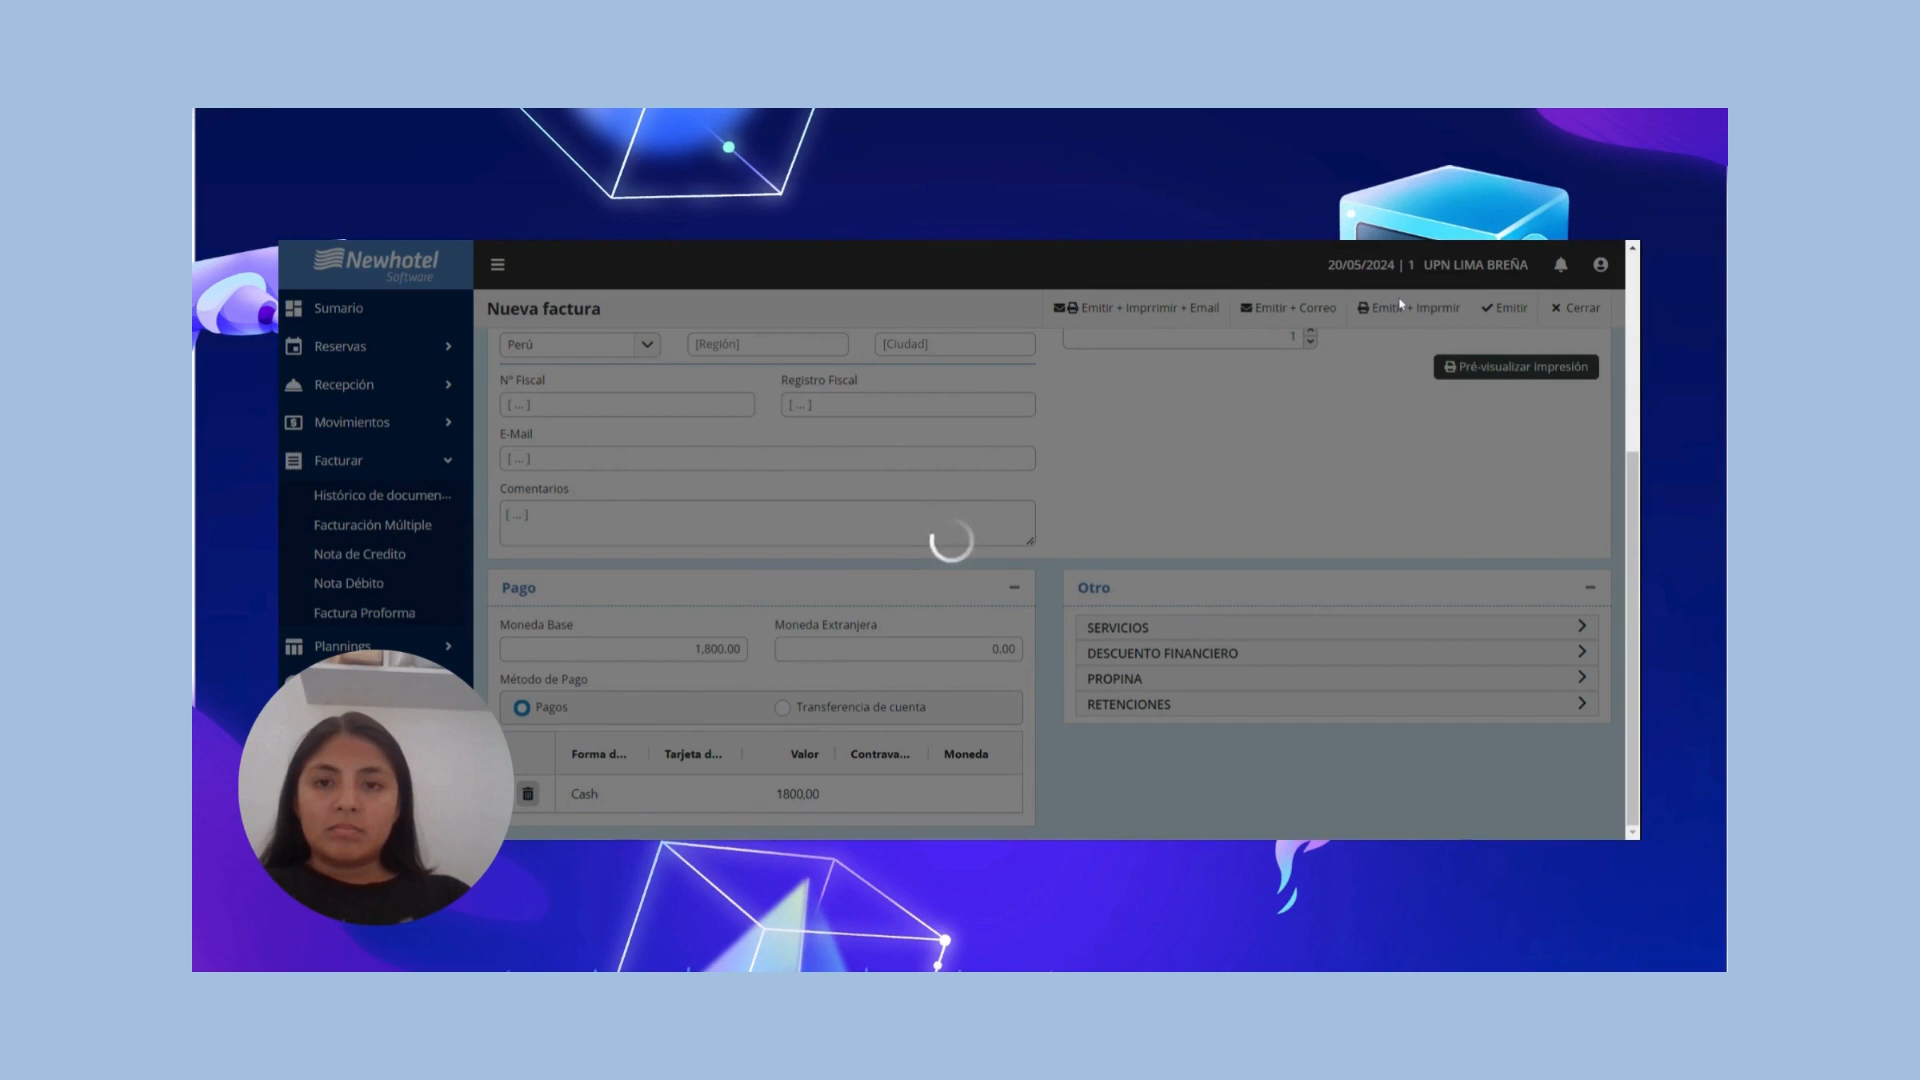 Newhotel
Software
20/05/2024 | 1 UPN LIMA BREÑA
Nueva factura
Emitir + Imprrimir + Email
Emitir + Correo
Emitir + Imprmir
Emitir
Cerrar
Sumario
Reservas
Recepción
Movimientos
Facturar
Histórico de documen...
Facturación Múltiple
Nota de Credito
Nota Débito
Factura Proforma
Plannings
Perú
[Región]
[Ciudad]
1
Pré-visualizar impresión
Nº Fiscal
Registro Fiscal
[ ... ]
[ ... ]
E-Mail
[ ... ]
Comentarios
[ ... ]
Pago
Moneda Base
Moneda Extranjera
1,800.00
0.00
Método de Pago
Pagos
Transferencia de cuenta
Forma d...
Tarjeta d...
Valor
Contrava...
Moneda
Cash
1800,00
Otro
SERVICIOS
DESCUENTO FINANCIERO
PROPINA
RETENCIONES